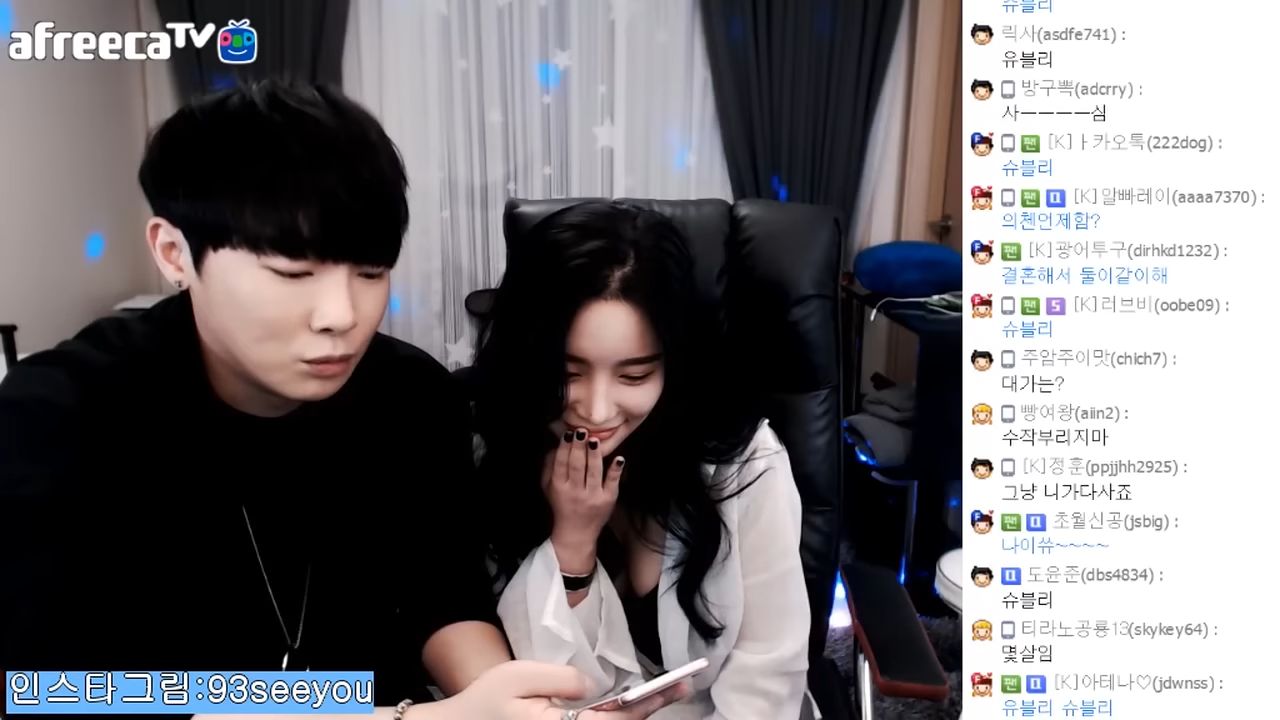 afreecaTV
인스타그림:93seeyou
슈블리
릭사(asdfe741) :
유블리
방구뽁(adcrry) :
사ㅡㅡㅡㅡ심
[K]ㅏ카오톡(222dog) :
슈블리
[K]알빠레이(aaaa7370) :
의첸언제함?
[K]광어투구(dirhkd1232) :
결혼해서 둘이같이해
[K]러브비(oobe09) :
슈블리
주암주이맛(chich7) :
대가는?
빵여왕(aiin2) :
수작부리지마
[K]정훈(ppjjhh2925) :
그냥 니가다사죠
초월신공(jsbig) :
나이쓔~~~~
도윤준(dbs4834) :
슈블리
티라노공룡13(skykey64) :
몇살임
[K]아테나♡(jdwnss) :
유블리 슈블리